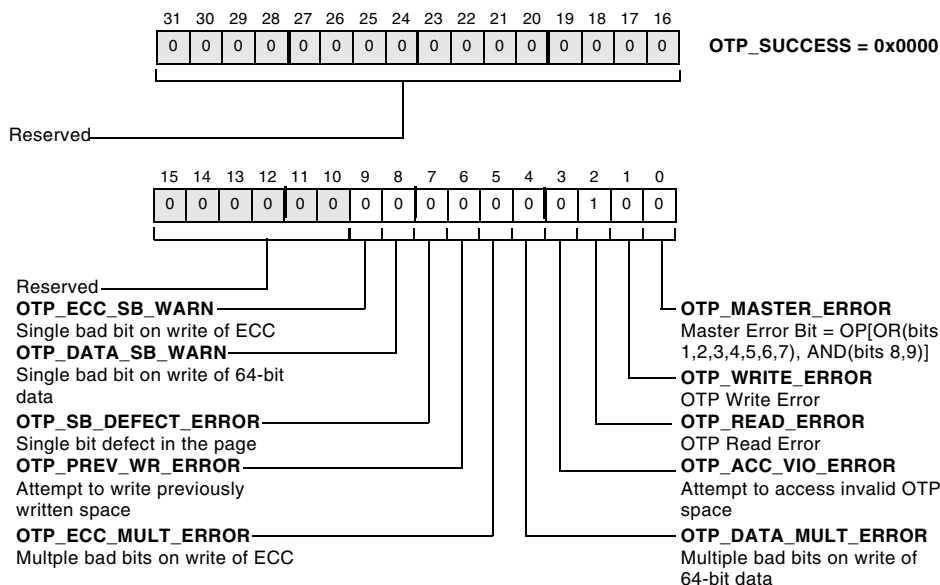 31 30 29 28 27 26 25 24 23 22 21 20 19 18 17 16
0 0 0 0 0 0 0 0 0 0 0 0 0 0 0 0
OTP_SUCCESS = 0x0000
Reserved
15 14 13 12 11 10 9 8 7 6 5 4 3 2 1 0
0 0 0 0 0 0 0 0 0 0 0 0 0 1 0 0
Reserved
OTP_ECC_SB_WARN
Single bad bit on write of ECC
OTP_DATA_SB_WARN
Single bad bit on write of 64-bit
data
OTP_SB_DEFECT_ERROR
Single bit defect in the page
OTP_PREV_WR_ERROR
Attempt to write previously
written space
OTP_ECC_MULT_ERROR
Multple bad bits on write of ECC
OTP_MASTER_ERROR
Master Error Bit = OP[OR(bits
1,2,3,4,5,6,7), AND(bits 8,9)]
OTP_WRITE_ERROR
OTP Write Error
OTP_READ_ERROR
OTP Read Error
OTP_ACC_VIO_ERROR
Attempt to access invalid OTP
space
OTP_DATA_MULT_ERROR
Multiple bad bits on write of
64-bit data